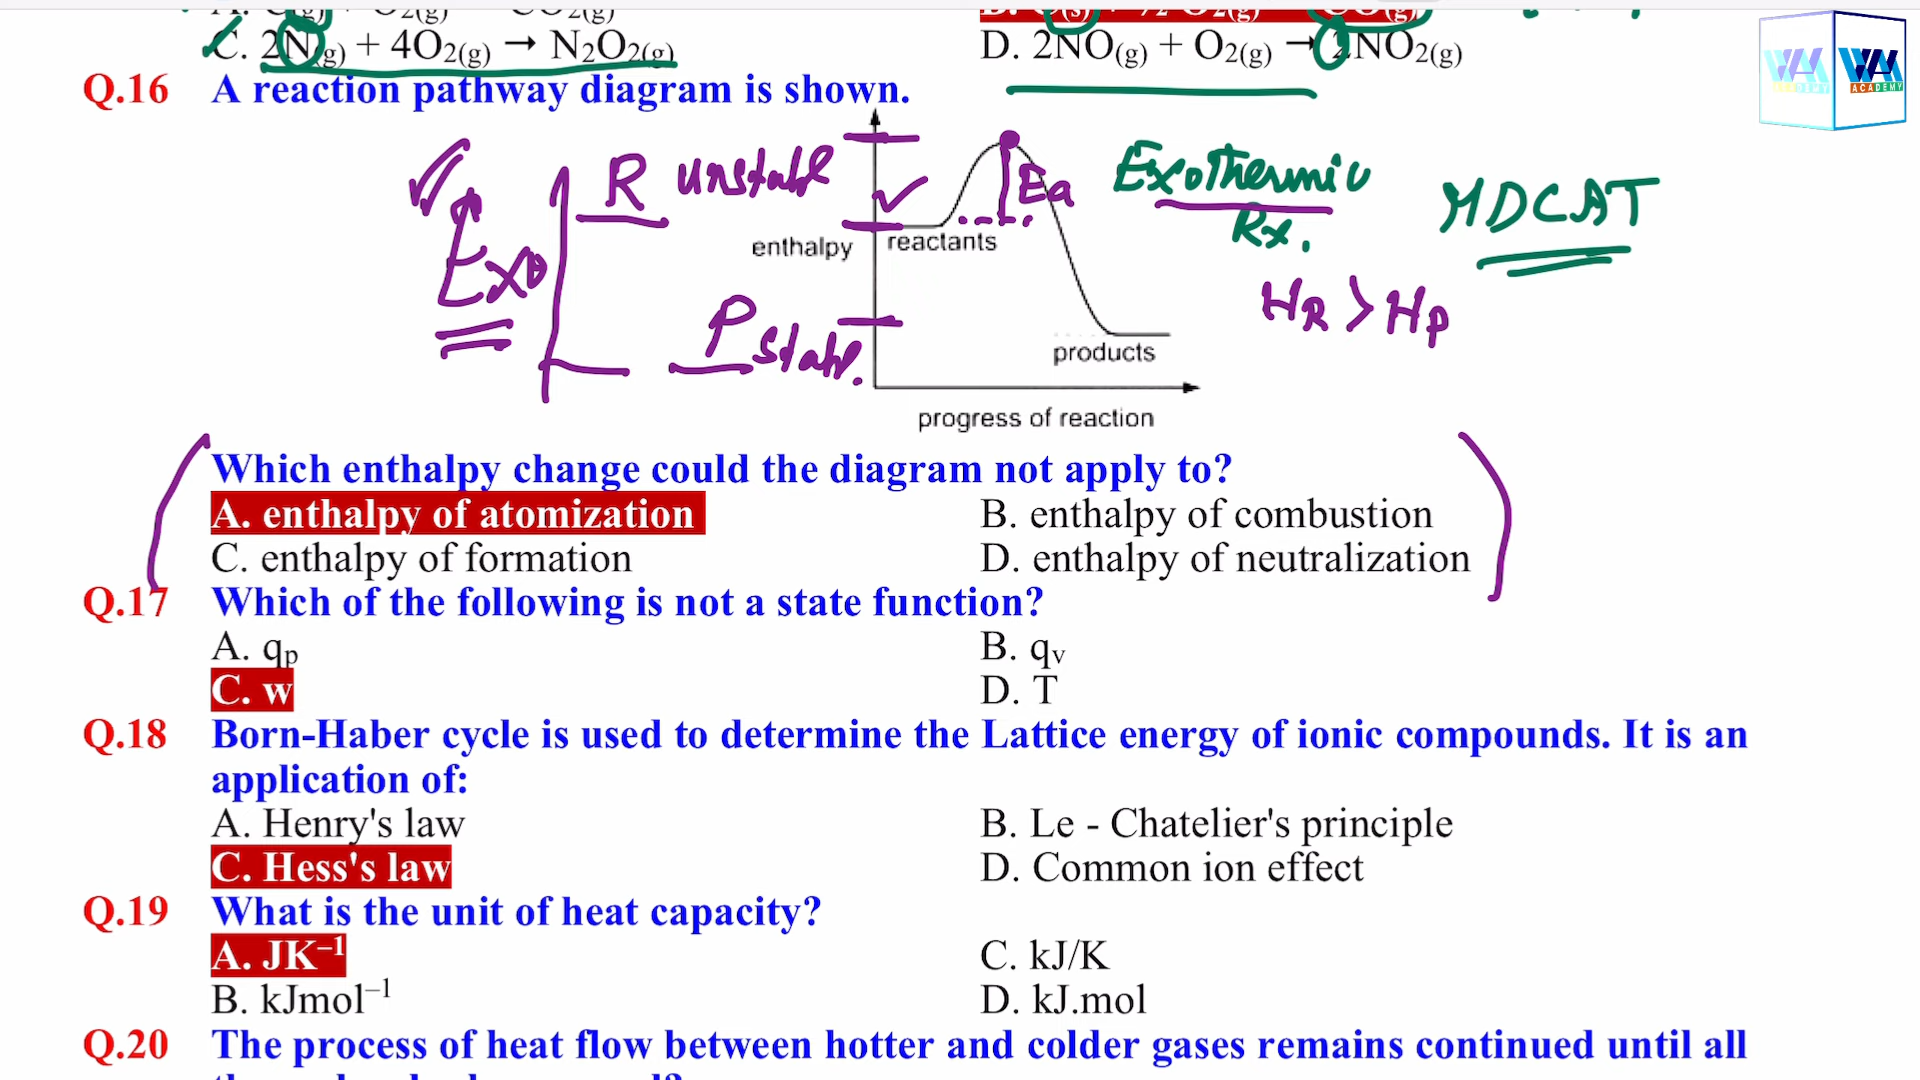 C. 2N(g) + 4O2(g) → N2O2(g) D. 2NO(g) + O2(g) → 2NO2(g)
WM ACADEMY
Q.16 A reaction pathway diagram is shown.
R unstabl
Exo
P stabl.
enthalpy
reactants
Ea
products
progress of reaction
Exothermic
Rx.
MDCAT
HR > HP
Which enthalpy change could the diagram not apply to?
A. enthalpy of atomization B. enthalpy of combustion
C. enthalpy of formation D. enthalpy of neutralization
Q.17 Which of the following is not a state function?
A. qp B. qv
C. w D. T
Q.18 Born-Haber cycle is used to determine the Lattice energy of ionic compounds. It is an
application of:
A. Henry's law B. Le - Chatelier's principle
C. Hess's law D. Common ion effect
Q.19 What is the unit of heat capacity?
A. JK⁻¹ C. kJ/K
B. kJmol⁻¹ D. kJ.mol
Q.20 The process of heat flow between hotter and colder gases remains continued until all